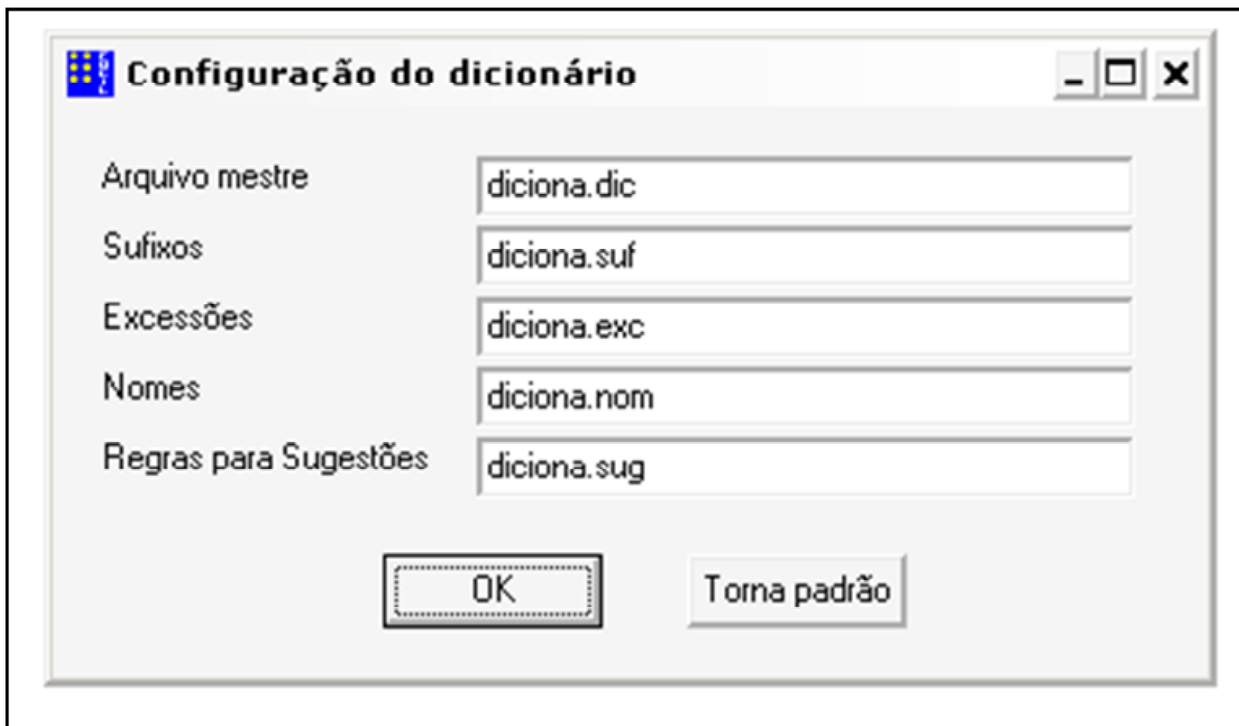 Configuração do dicionário
Arquivo mestre diciona.dic
Sufixos diciona.suf
Excessões diciona.exc
Nomes diciona.nom
Regras para Sugestões diciona.sug
OK Torna padrão